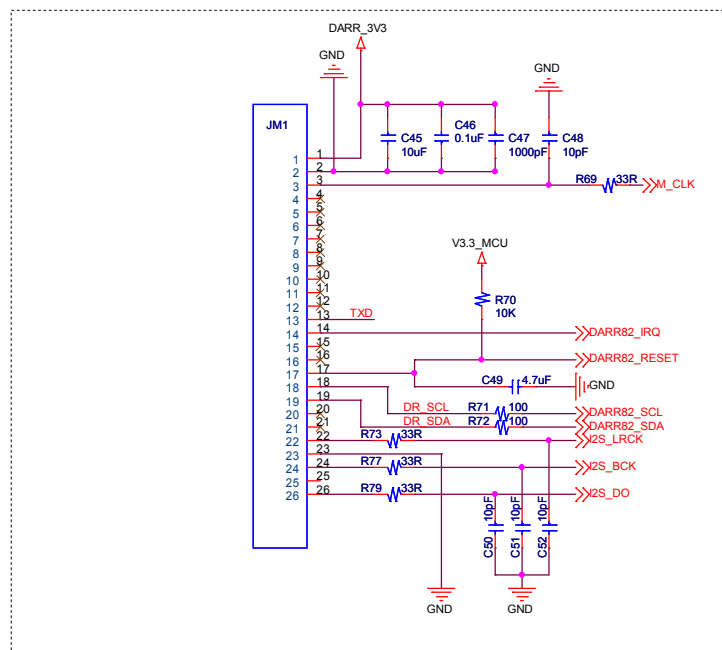 DARR_3V3
GND
GND
JM1
C45
10uF
C46
0.1uF
C47
1000pF
C48
10pF
1 1
2 2
3 3
R69 33R
M_CLK
4 4
5 5
6 6
7 7
8 8
9 9
10 10
11 11
12 12
V3.3_MCU
R70
10K
13 13
TXD
14 14
DARR82_IRQ
15 15
16 16
DARR82_RESET
17 17
C49 4.7uF
GND
18 18
DR_SCL
R71 100
DARR82_SCL
19 19
DR_SDA
R72 100
DARR82_SDA
20 20
21 21
22 22
R73 33R
I2S_LRCK
23 23
24 24
R77 33R
I2S_BCK
25 25
26 26
R79 33R
I2S_DO
C50 10pF
C51 10pF
C52 10pF
GND
GND